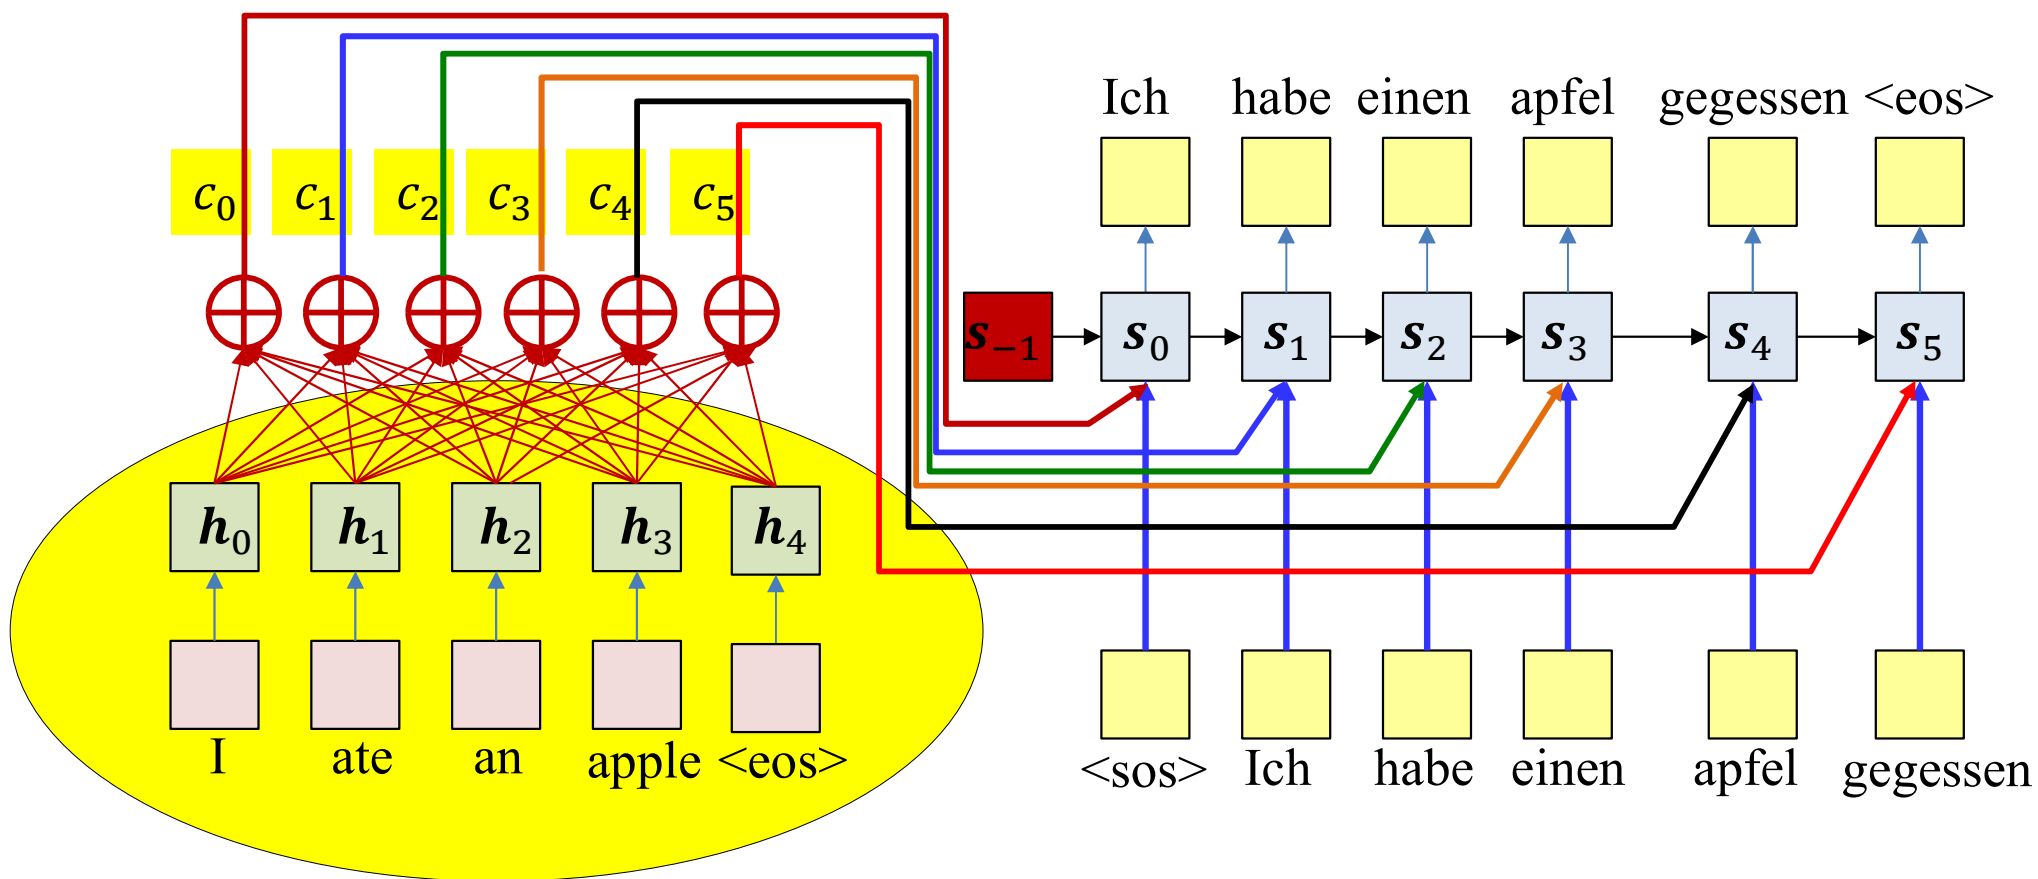 Ich habe einen apfel gegessen <eos>
c₀ c₁ c₂ c₃ c₄ c₅
s₋₁ s₀ s₁ s₂ s₃ s₄ s₅
h₀ h₁ h₂ h₃ h₄
I ate an apple <eos>
<sos> Ich habe einen apfel gegessen